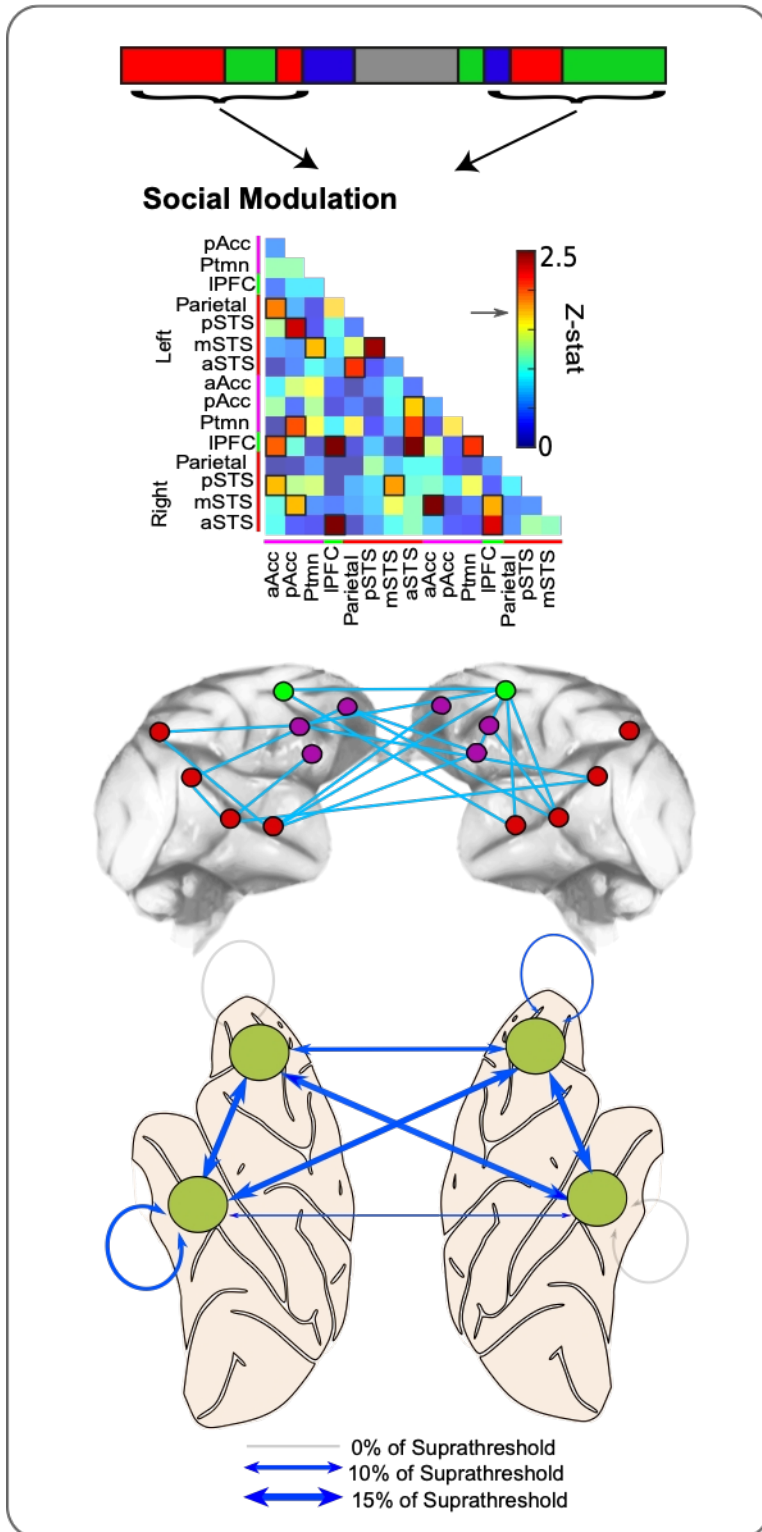 Social Modulation
pAcc
Ptmn
lPFC
Parietal
pSTS
mSTS
aSTS
aAcc
pAcc
Ptmn
lPFC
Parietal
pSTS
mSTS
aSTS
Left
Right
2.5
0
Z-stat
aAcc
pAcc
Ptmn
lPFC
Parietal
pSTS
mSTS
aSTS
aAcc
pAcc
Ptmn
lPFC
Parietal
pSTS
mSTS
0% of Suprathreshold
10% of Suprathreshold
15% of Suprathreshold